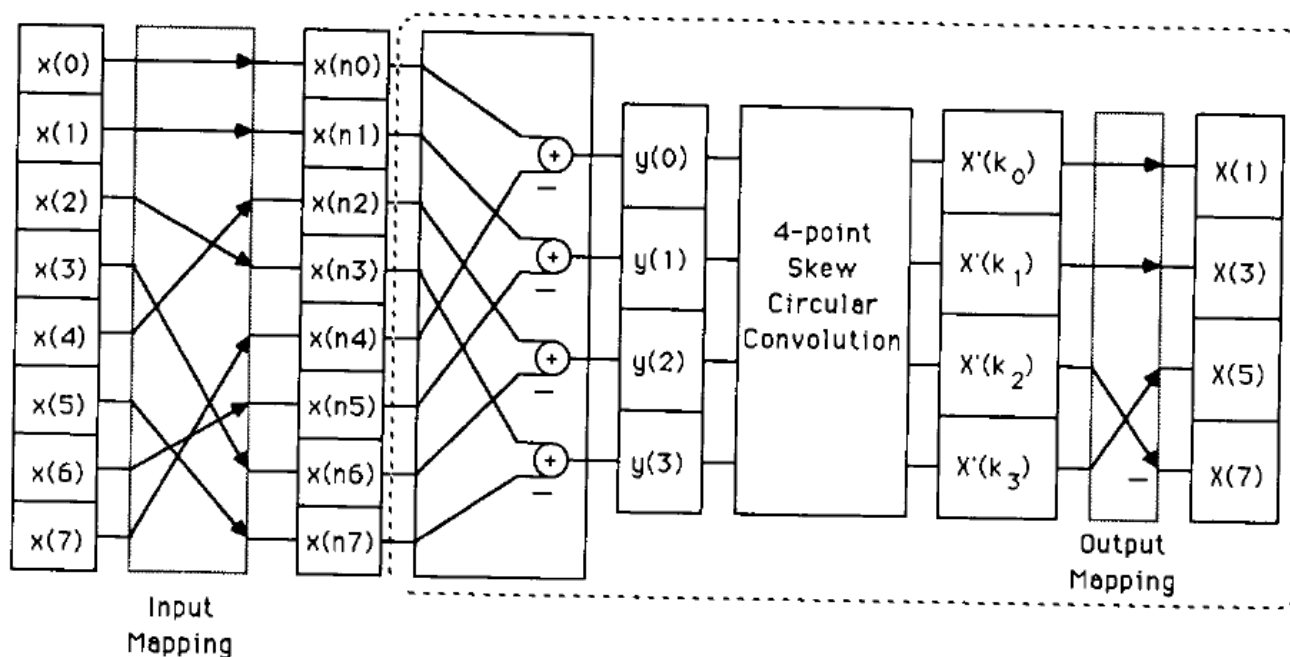 x(0)
x(1)
x(2)
x(3)
x(4)
x(5)
x(6)
x(7)
Input
Mapping
x(n0)
x(n1)
x(n2)
x(n3)
x(n4)
x(n5)
x(n6)
x(n7)
+
−
+
−
+
−
+
−
y(0)
y(1)
y(2)
y(3)
4-point
Skew
Circular
Convolution
X'(k0)
X'(k1)
X'(k2)
X'(k3)
−
Output
Mapping
X(1)
X(3)
X(5)
X(7)